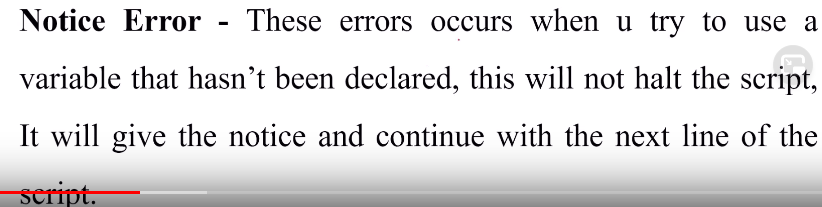 Notice Error - These errors occurs when u try to use a
variable that hasn't been declared, this will not halt the script,
It will give the notice and continue with the next line of the
script.